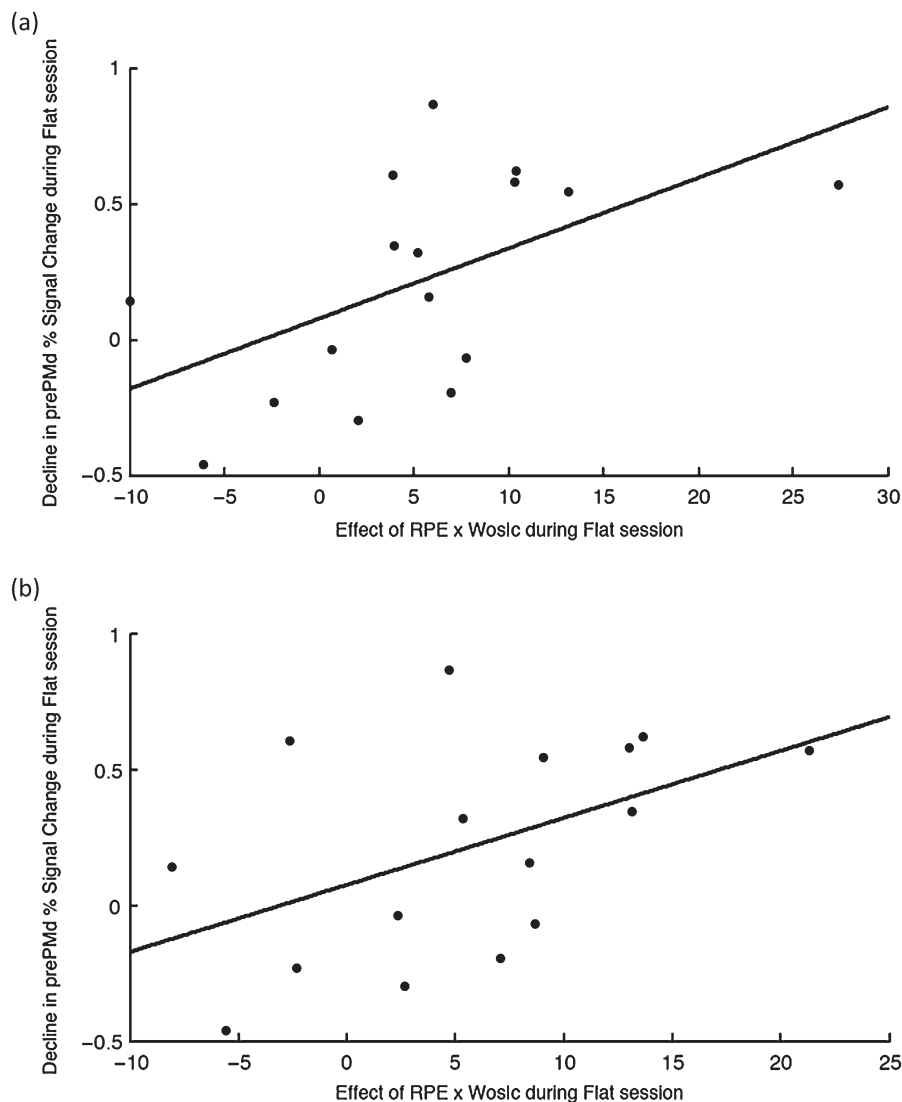 (a)
Decline in prePMd % Signal Change during Flat session
1
0.5
0
−0.5
−10 −5 0 5 10 15 20 25 30
Effect of RPE x Woslc during Flat session
(b)
Decline in prePMd % Signal Change during Flat session
1
0.5
0
−0.5
−10 −5 0 5 10 15 20 25
Effect of RPE x Woslc during Flat session